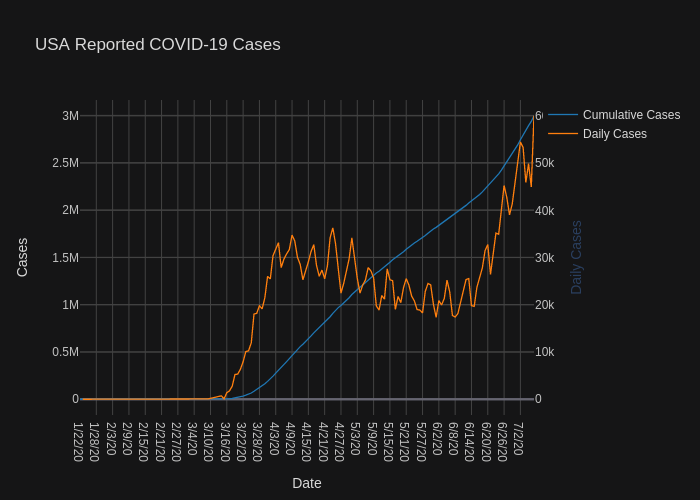 USA Reported COVID-19 Cases
3M
2.5M
2M
1.5M
1M
0.5M
0
Cases
60
50k
40k
30k
20k
10k
0
Daily Cases
Cumulative Cases
Daily Cases
1/22/20
1/28/20
2/3/20
2/9/20
2/15/20
2/21/20
2/27/20
3/4/20
3/10/20
3/16/20
3/22/20
3/28/20
4/3/20
4/9/20
4/15/20
4/21/20
4/27/20
5/3/20
5/9/20
5/15/20
5/21/20
5/27/20
6/2/20
6/8/20
6/14/20
6/20/20
6/26/20
7/2/20
Date